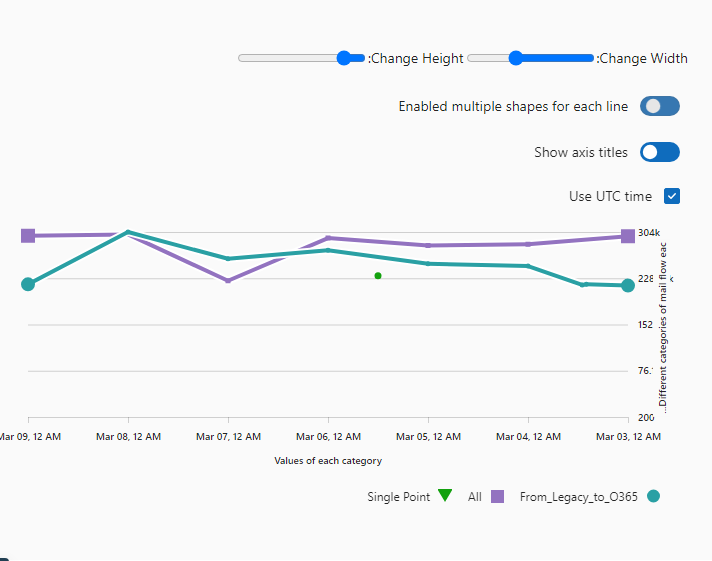 :Change Height
:Change Width
Enabled multiple shapes for each line
Show axis titles
Use UTC time
304k
228
k
152
76.
200
...Different categories of mail flow eac
Mar 09, 12 AM
Mar 08, 12 AM
Mar 07, 12 AM
Mar 06, 12 AM
Mar 05, 12 AM
Mar 04, 12 AM
Mar 03, 12 AM
Values of each category
Single Point
All
From_Legacy_to_O365